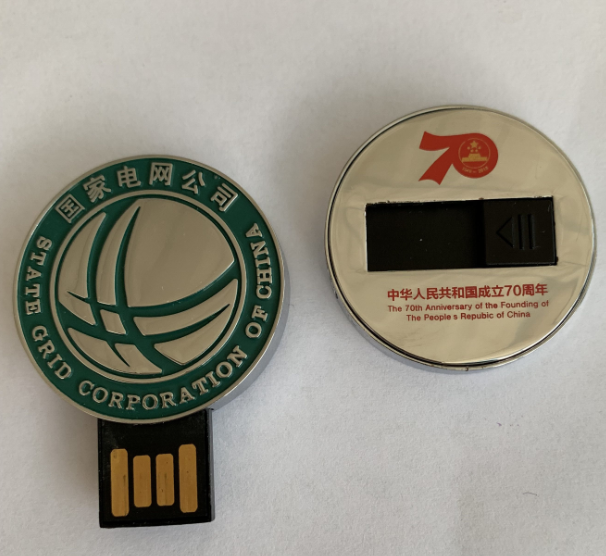 国家电网公司
STATE GRID CORPORATION OF CHINA
70
中华人民共和国成立70周年
The 70th Anniversary of the Founding of
The People s Repubic of China